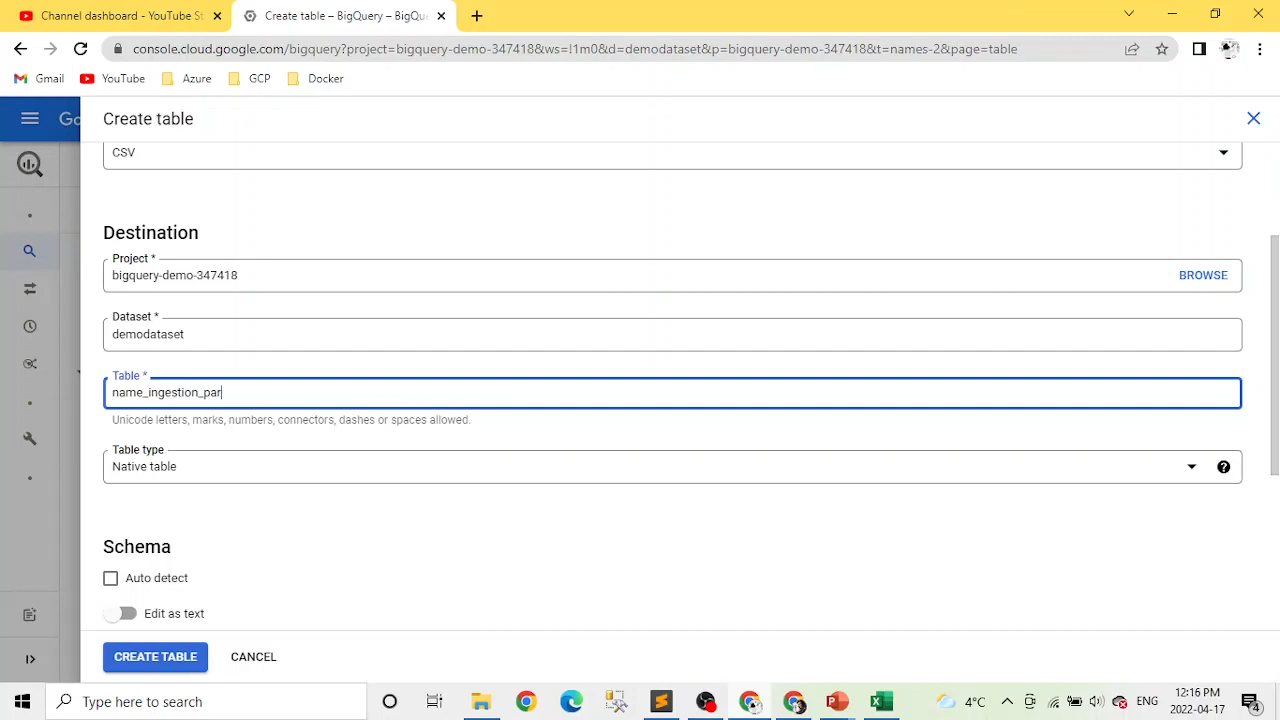 Channel dashboard - YouTube St
Create table – BigQuery – BigQu
console.cloud.google.com/bigquery?project=bigquery-demo-347418&ws=!1m0&d=demodataset&p=bigquery-demo-347418&t=names-2&page=table
Gmail YouTube Azure GCP Docker
Go
Create table
CSV
Destination
Project *
bigquery-demo-347418 BROWSE
Dataset *
demodataset
Table *
name_ingestion_par
Unicode letters, marks, numbers, connectors, dashes or spaces allowed.
Table type
Native table
Schema
Auto detect
Edit as text
CREATE TABLE CANCEL
Type here to search
4°C
ENG
12:16 PM
2022-04-17
4